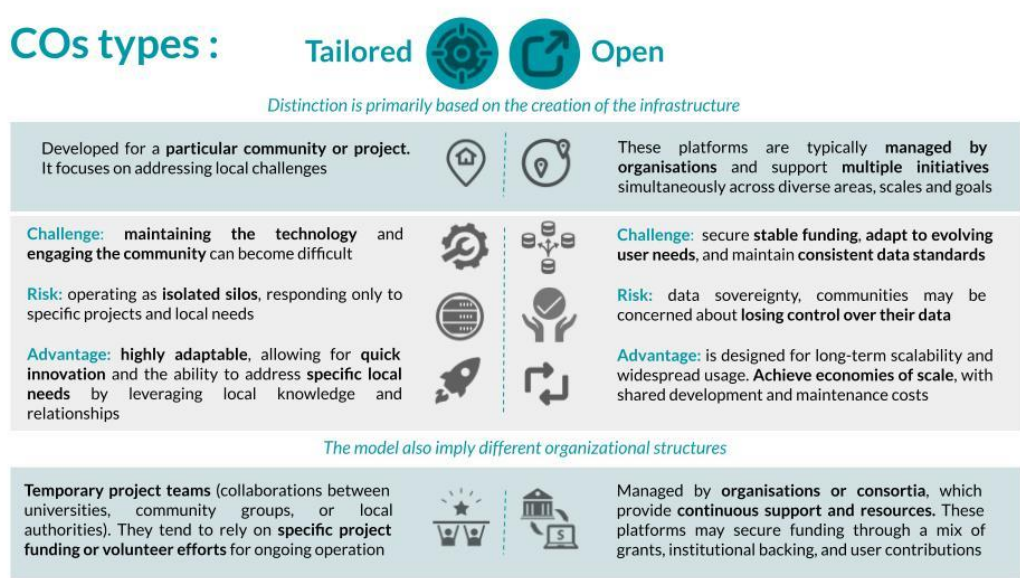 COs types :
Tailored
Open
Distinction is primarily based on the creation of the infrastructure
Developed for a particular community or project.
It focuses on addressing local challenges
These platforms are typically managed by
organisations and support multiple initiatives
simultaneously across diverse areas, scales and goals
Challenge: maintaining the technology and
engaging the community can become difficult
Risk: operating as isolated silos, responding only to
specific projects and local needs
Advantage: highly adaptable, allowing for quick
innovation and the ability to address specific local
needs by leveraging local knowledge and
relationships
Challenge: secure stable funding, adapt to evolving
user needs, and maintain consistent data standards
Risk: data sovereignty, communities may be
concerned about losing control over their data
Advantage: is designed for long-term scalability and
widespread usage. Achieve economies of scale, with
shared development and maintenance costs
The model also imply different organizational structures
Temporary project teams (collaborations between
universities, community groups, or local
authorities). They tend to rely on specific project
funding or volunteer efforts for ongoing operation
$
Managed by organisations or consortia, which
provide continuous support and resources. These
platforms may secure funding through a mix of
grants, institutional backing, and user contributions